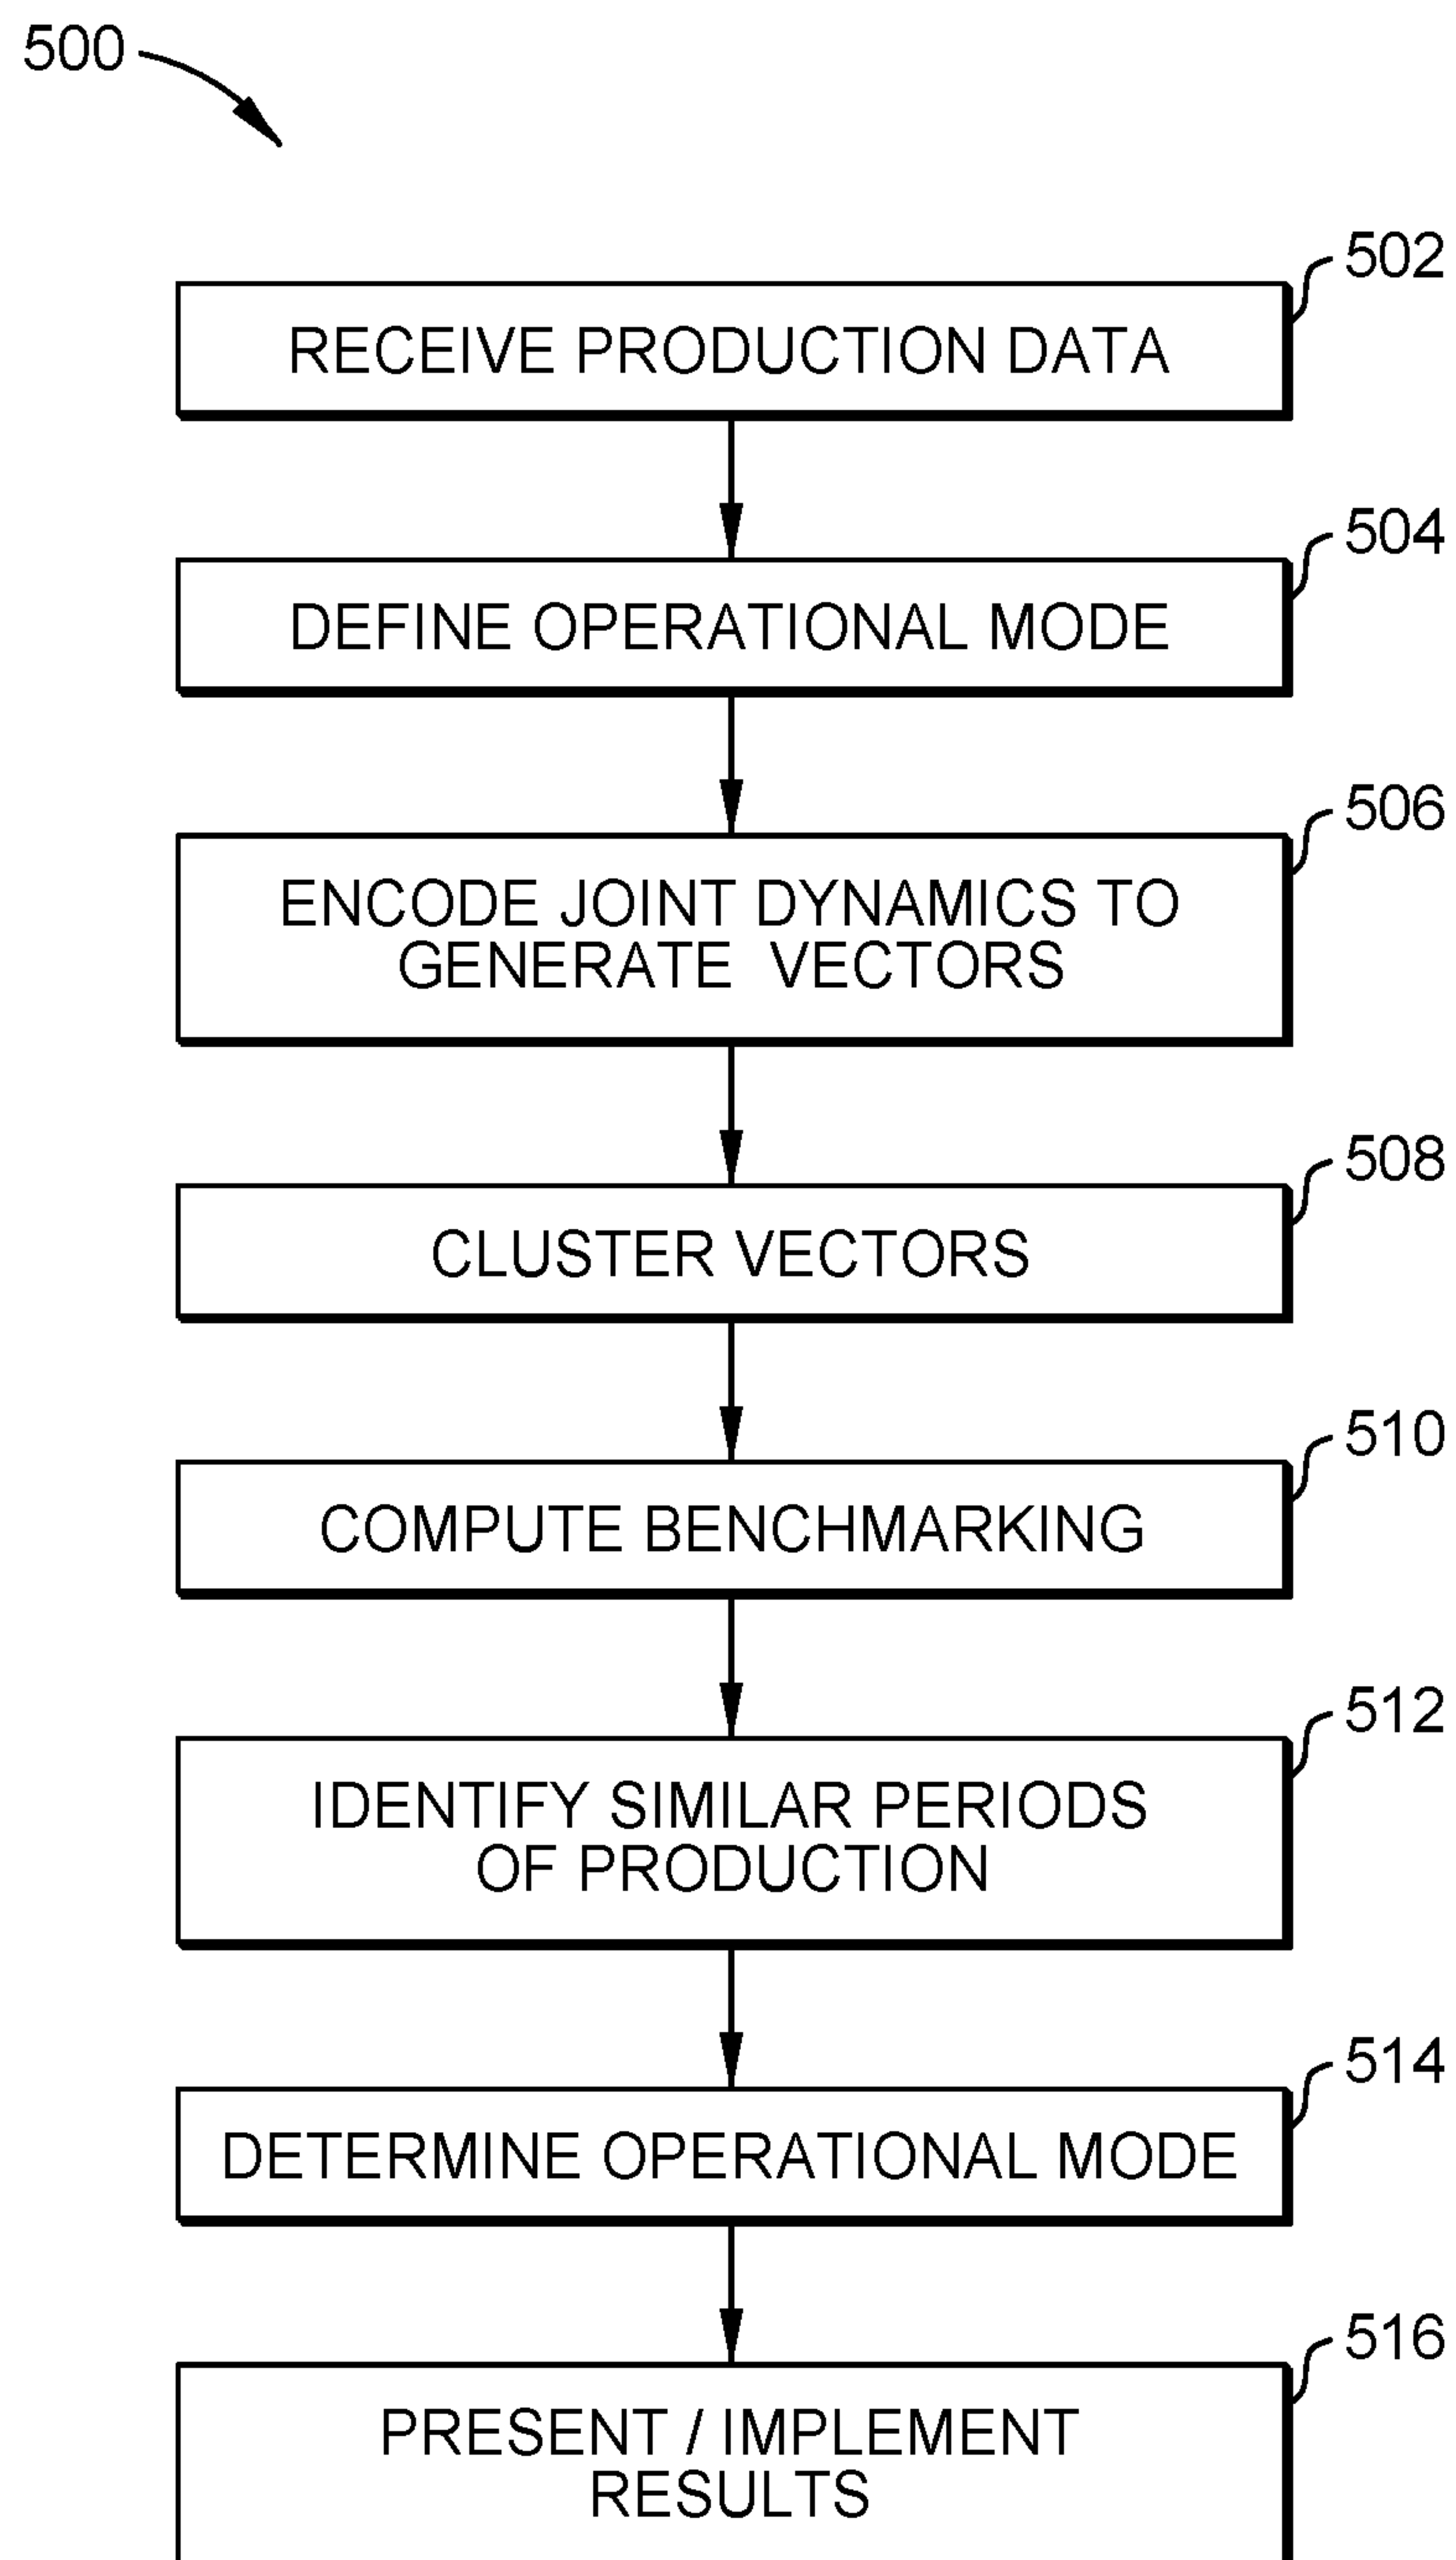 500
502
RECEIVE PRODUCTION DATA
504
DEFINE OPERATIONAL MODE
506
ENCODE JOINT DYNAMICS TO
GENERATE VECTORS
508
CLUSTER VECTORS
510
COMPUTE BENCHMARKING
512
IDENTIFY SIMILAR PERIODS
OF PRODUCTION
514
DETERMINE OPERATIONAL MODE
516
PRESENT / IMPLEMENT
RESULTS